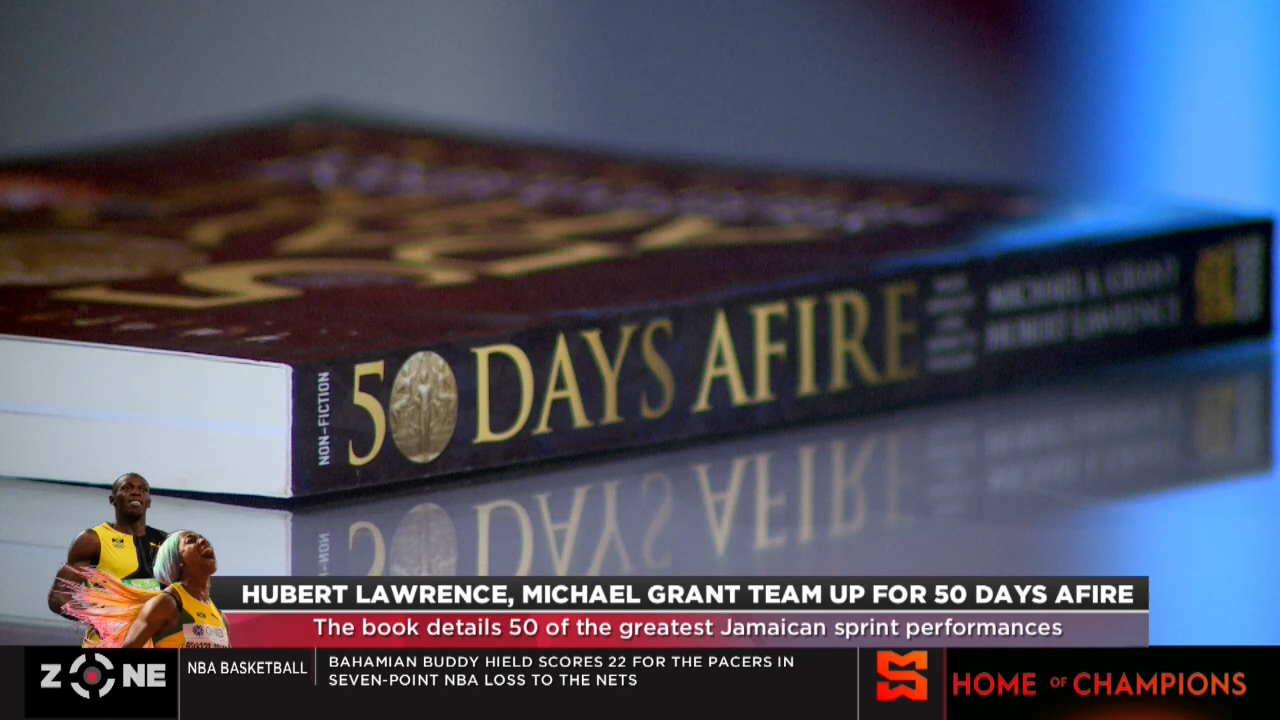 NON-FICTION
50 DAYS AFIRE
MICHAEL A. GRANT
HUBERT LAWRENCE
HUBERT LAWRENCE, MICHAEL GRANT TEAM UP FOR 50 DAYS AFIRE
The book details 50 of the greatest Jamaican sprint performances
ZONE
NBA BASKETBALL
BAHAMIAN BUDDY HIELD SCORES 22 FOR THE PACERS IN
SEVEN-POINT NBA LOSS TO THE NETS
HOME OF CHAMPIONS